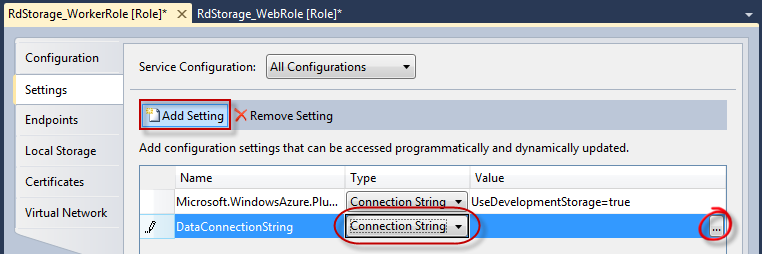 RdStorage_WorkerRole [Role]* RdStorage_WebRole [Role]*
Configuration
Settings
Endpoints
Local Storage
Certificates
Virtual Network
Service Configuration: All Configurations
Add Setting Remove Setting
Add configuration settings that can be accessed programmatically and dynamically updated.
Name Type Value
Microsoft.WindowsAzure.Plu... Connection String UseDevelopmentStorage=true
DataConnectionString Connection String ...